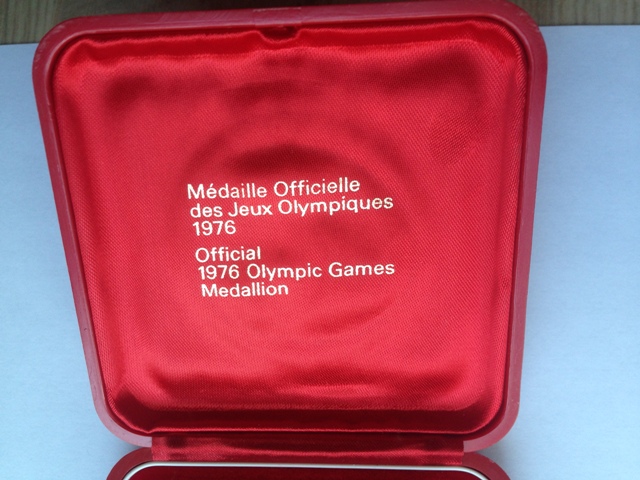 Médaille Officielle
des Jeux Olympiques
1976
Official
1976 Olympic Games
Medallion